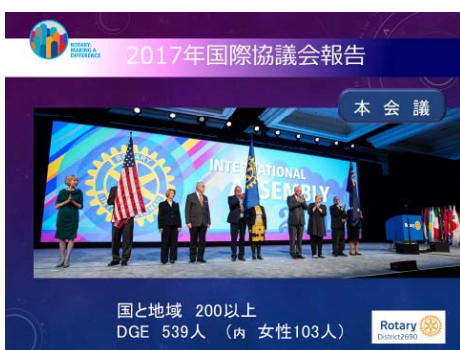 ROTARY:
MAKING A
DIFFERENCE
2017年国際協議会報告
本 会 議
INTERNATIONAL
ASSEMBLY
国と地域 200以上
DGE 539人 (内 女性103人)
Rotary
District2690